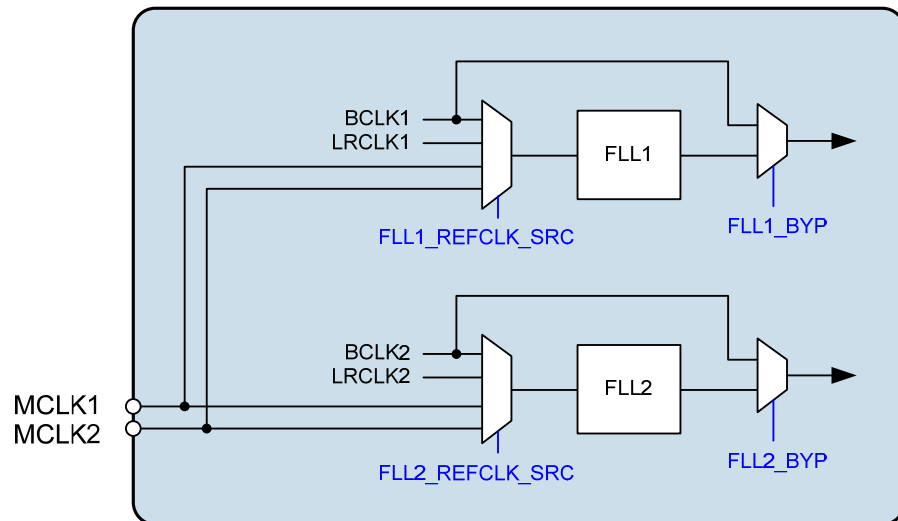 BCLK1
LRCLK1
FLL1
FLL1_REFCLK_SRC
FLL1_BYP
BCLK2
LRCLK2
FLL2
MCLK1
MCLK2
FLL2_REFCLK_SRC
FLL2_BYP